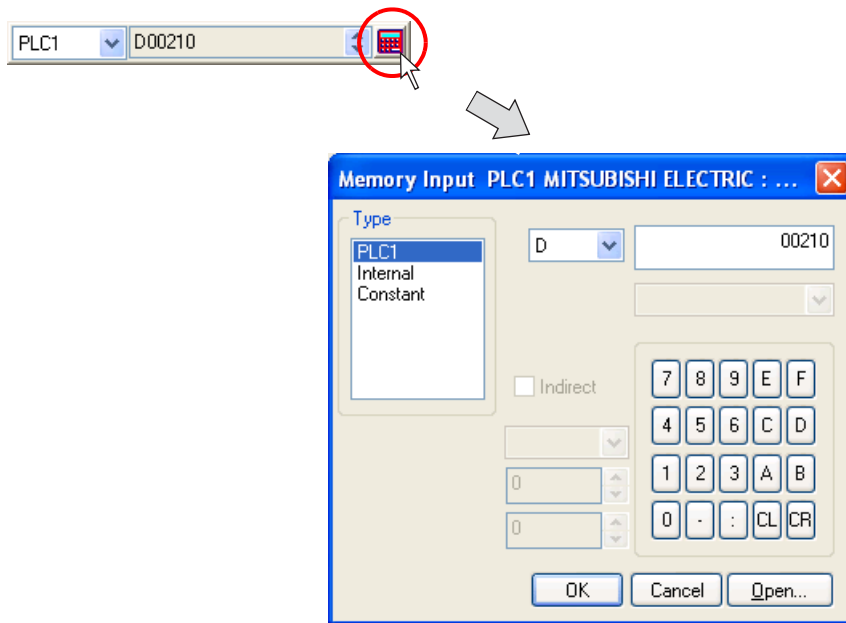 PLC1 D00210
Memory Input PLC1 MITSUBISHI ELECTRIC : ...
Type
PLC1
Internal
Constant
D 00210
Indirect
0
0
7 8 9 E F
4 5 6 C D
1 2 3 A B
0 - : CL CR
OK Cancel Open...